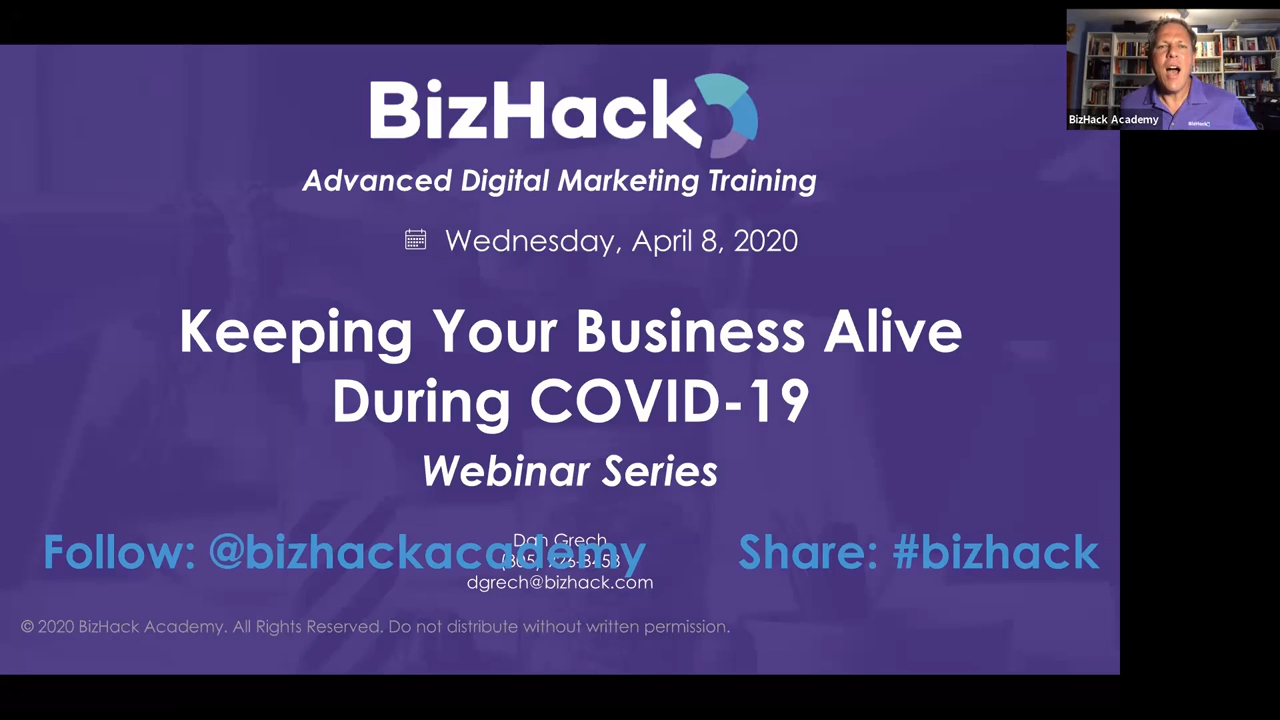 BizHack
Advanced Digital Marketing Training
Wednesday, April 8, 2020
Keeping Your Business Alive
During COVID-19
Webinar Series
Follow: @bizhackacademy
Share: #bizhack
Dan Grech
dgrech@bizhack.com
© 2020 BizHack Academy. All Rights Reserved. Do not distribute without written permission.
BizHack Academy
BizHack